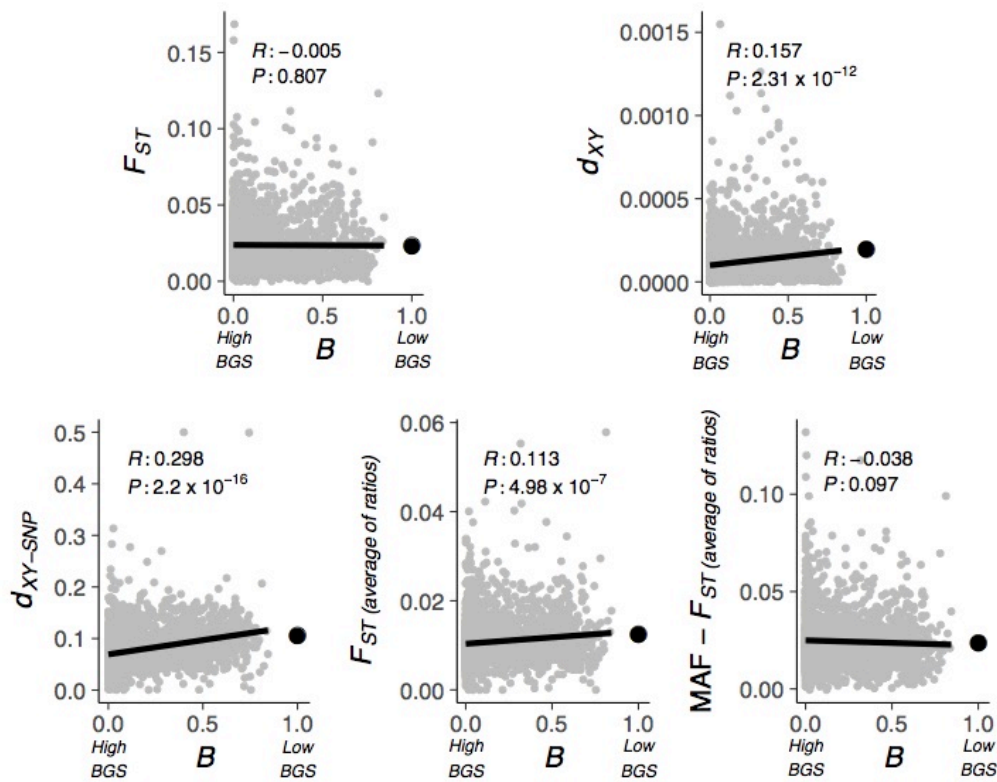 F_ST
0.15
0.10
0.05
0.00
R: −0.005
P: 0.807
0.0 0.5 1.0
High BGS
B
Low BGS
d_XY
0.0015
0.0010
0.0005
0.0000
R: 0.157
P: 2.31 x 10^−12
0.0 0.5 1.0
High BGS
B
Low BGS
d_XY−SNP
0.5
0.4
0.3
0.2
0.1
0.0
R: 0.298
P: 2.2 x 10^−16
0.0 0.5 1.0
High BGS
B
Low BGS
F_ST (average of ratios)
0.06
0.04
0.02
0.00
R: 0.113
P: 4.98 x 10^−7
0.0 0.5 1.0
High BGS
B
Low BGS
MAF − F_ST (average of ratios)
0.10
0.05
0.00
R: −0.038
P: 0.097
0.0 0.5 1.0
High BGS
B
Low BGS